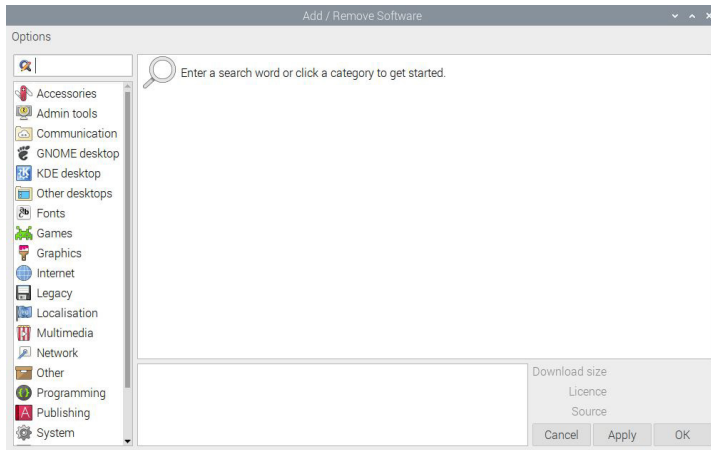 Add / Remove Software
Options
Enter a search word or click a category to get started.
Accessories
Admin tools
Communication
GNOME desktop
KDE desktop
Other desktops
Fonts
Games
Graphics
Internet
Legacy
Localisation
Multimedia
Network
Other
Programming
Publishing
System
Download size
Licence
Source
Cancel Apply OK